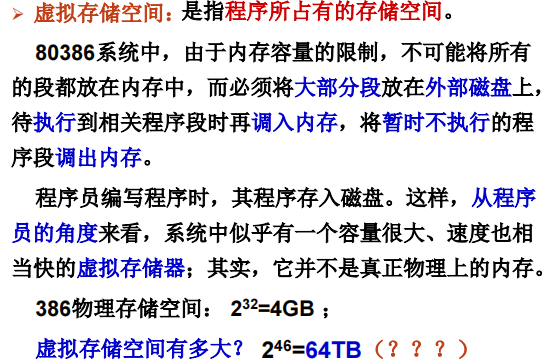 ➢ 虚拟存储空间：是指程序所占有的存储空间。
80386系统中，由于内存容量的限制，不可能将所有
的段都放在内存中，而必须将大部分段放在外部磁盘上，
待执行到相关程序段时再调入内存，将暂时不执行的程
序段调出内存。
程序员编写程序时，其程序存入磁盘。这样，从程序
员的角度来看，系统中似乎有一个容量很大、速度也相
当快的虚拟存储器；其实，它并不是真正物理上的内存。
386物理存储空间： 2³²=4GB ；
虚拟存储空间有多大？ 2⁴⁶=64TB（？？？）